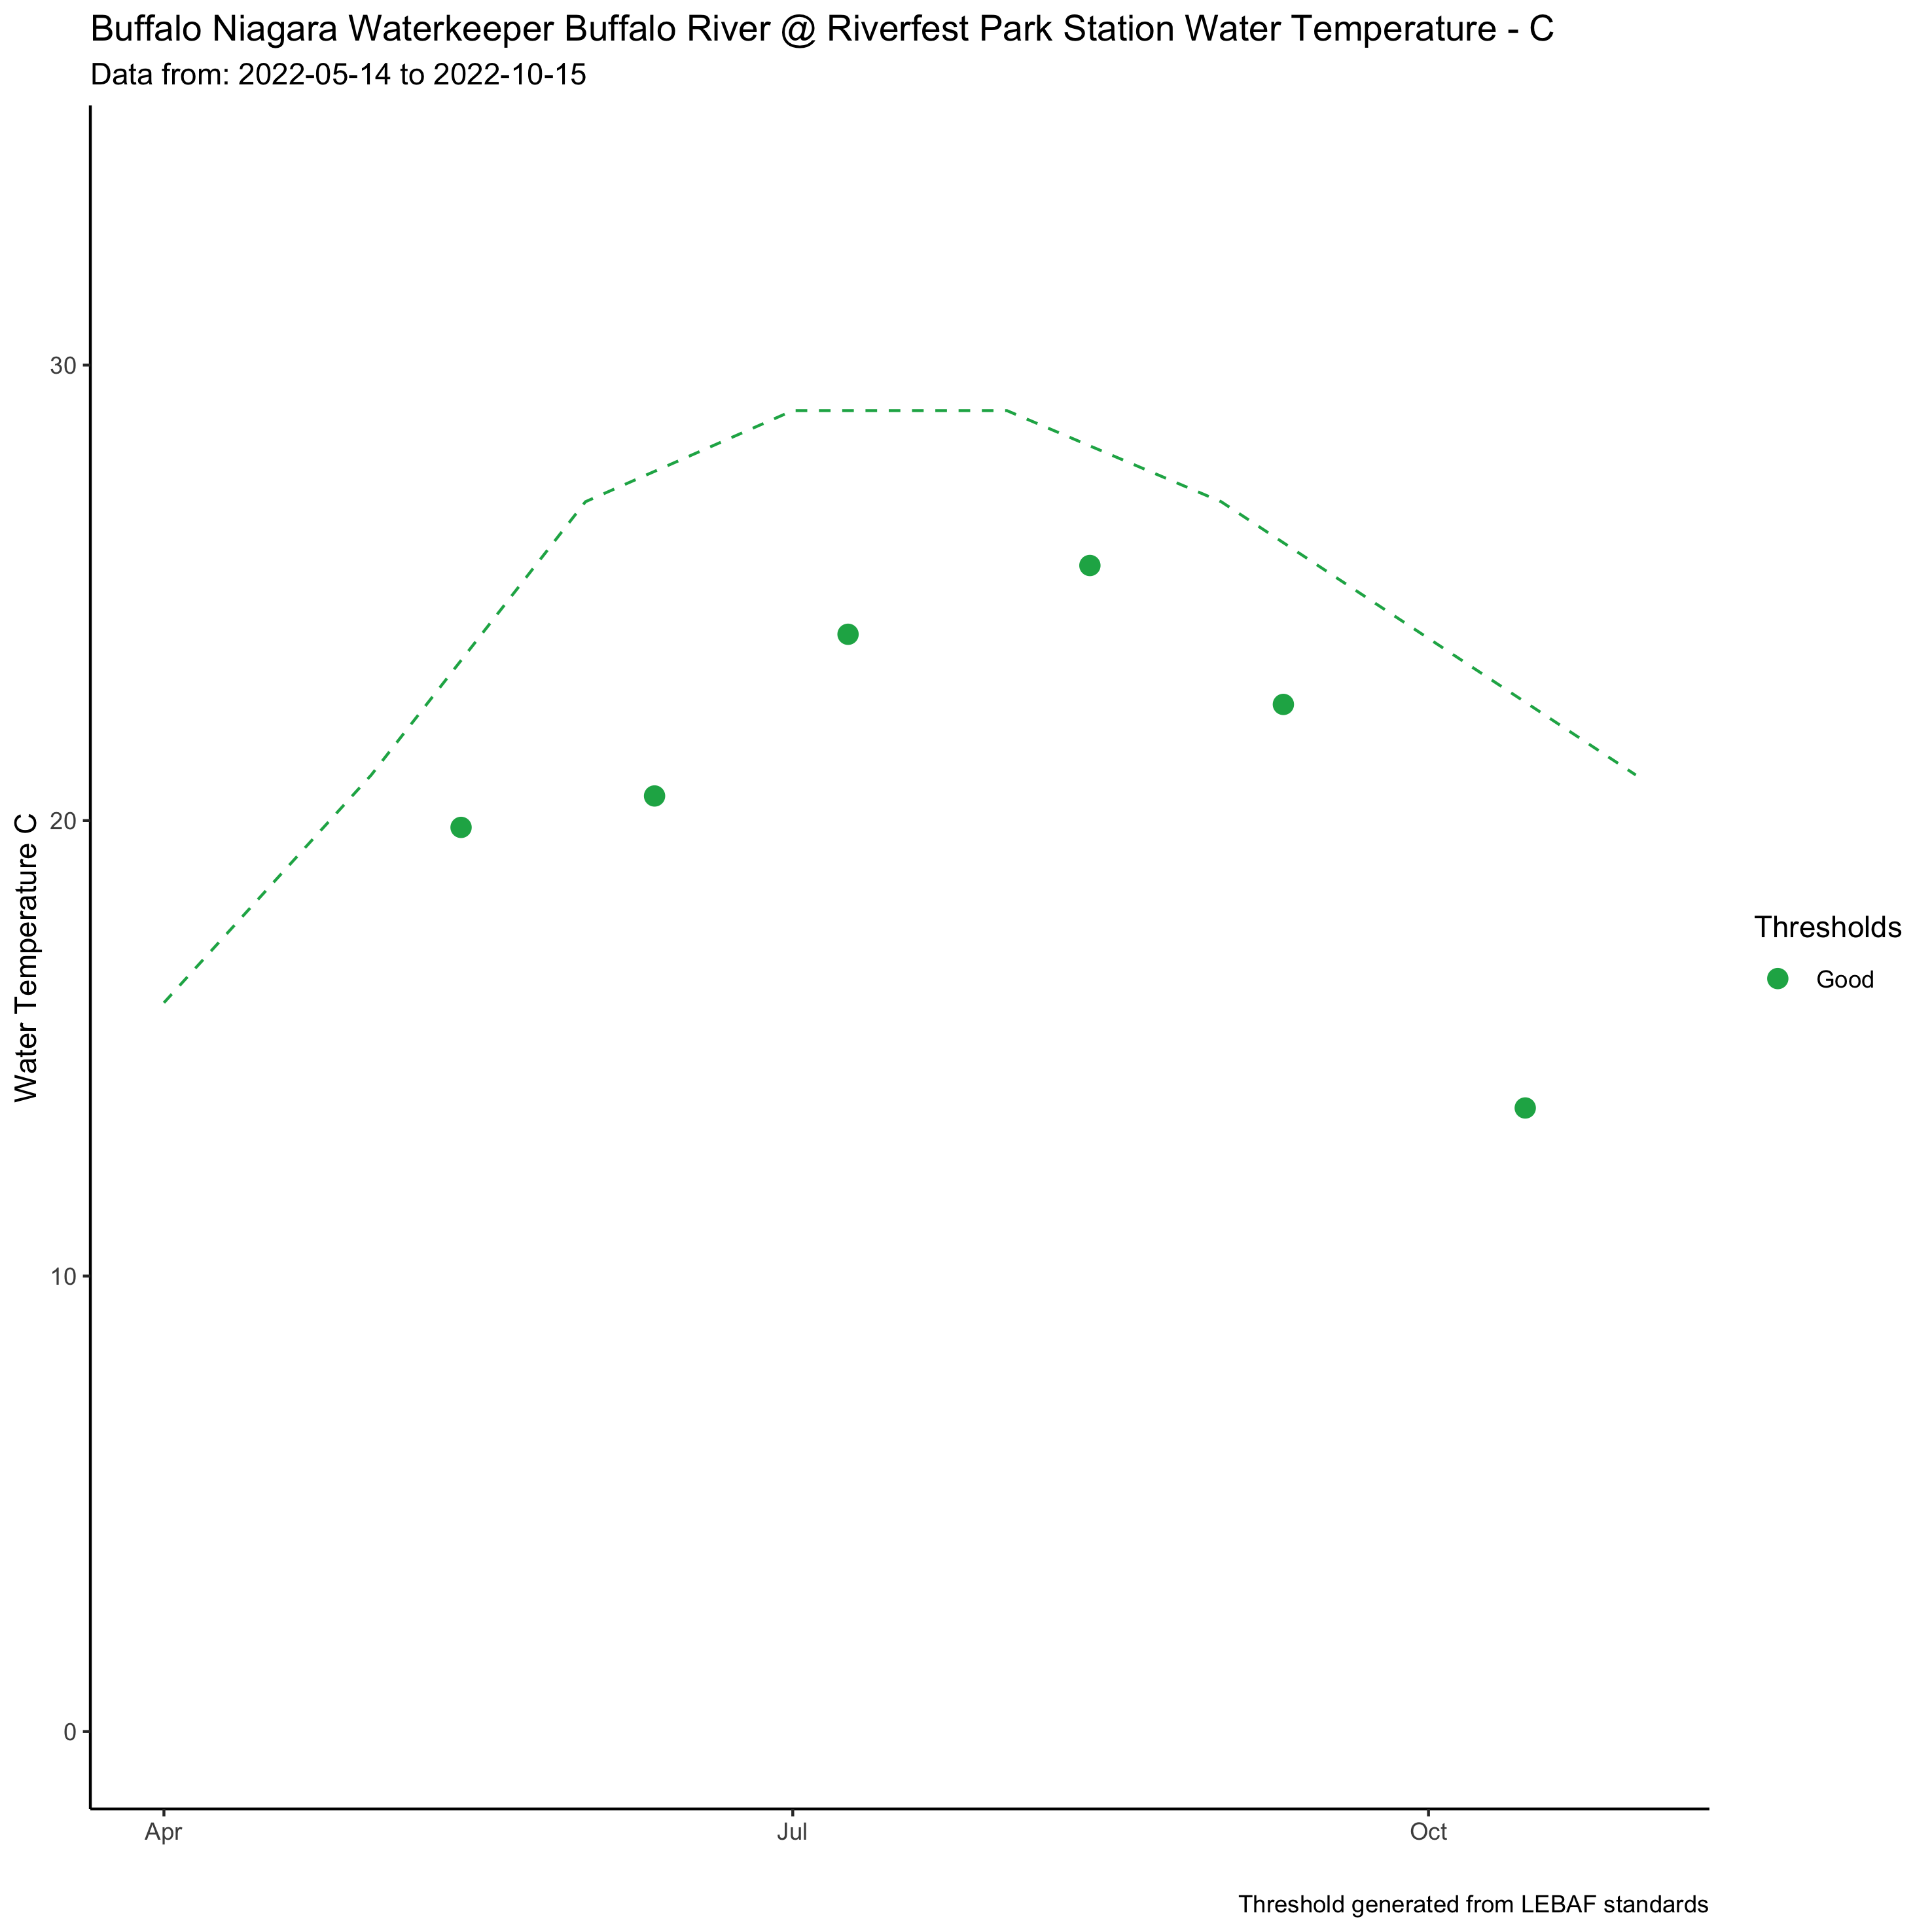 Buffalo Niagara Waterkeeper Buffalo River @ Riverfest Park Station Water Temperature - C
Data from: 2022-05-14 to 2022-10-15
Water Temperature C
30
20
10
0
Apr
Jul
Oct
Thresholds
Good
Threshold generated from LEBAF standards